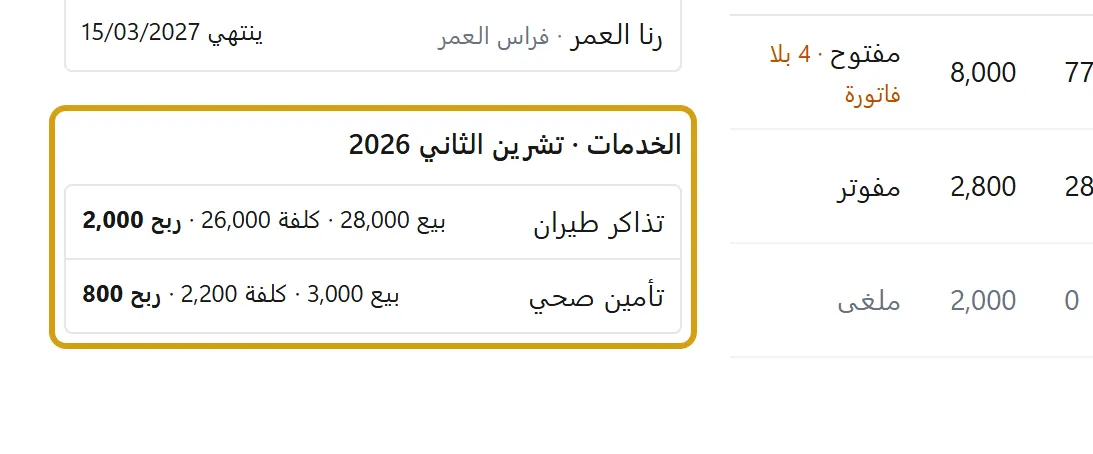 رنا العمر · فراس العمر
ينتهي 15/03/2027
الخدمات · تشرين الثاني 2026
تذاكر طيران
بيع 28,000 · كلفة 26,000 · ربح 2,000
تأمين صحي
بيع 3,000 · كلفة 2,200 · ربح 800
77
8,000
مفتوح · 4 بلا
فاتورة
28
2,800
مفوتر
0
2,000
ملغى